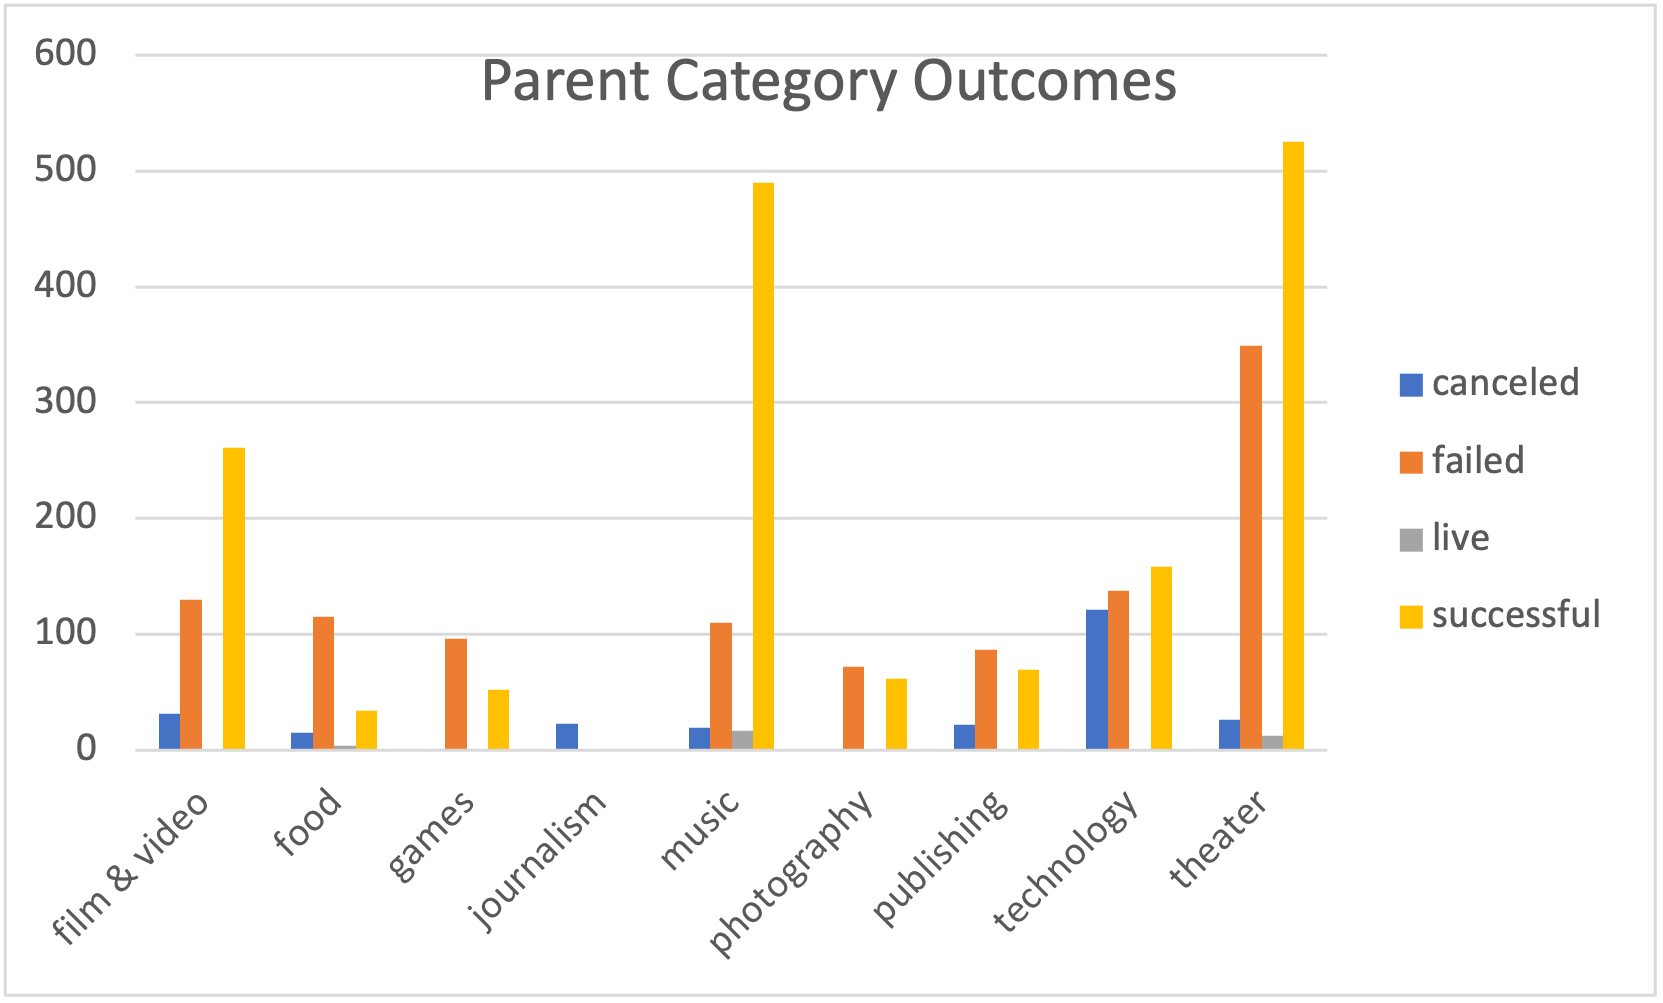 Parent Category Outcomes
600
500
400
300
200
100
0
film & video
food
games
journalism
music
photography
publishing
technology
theater
canceled
failed
live
successful